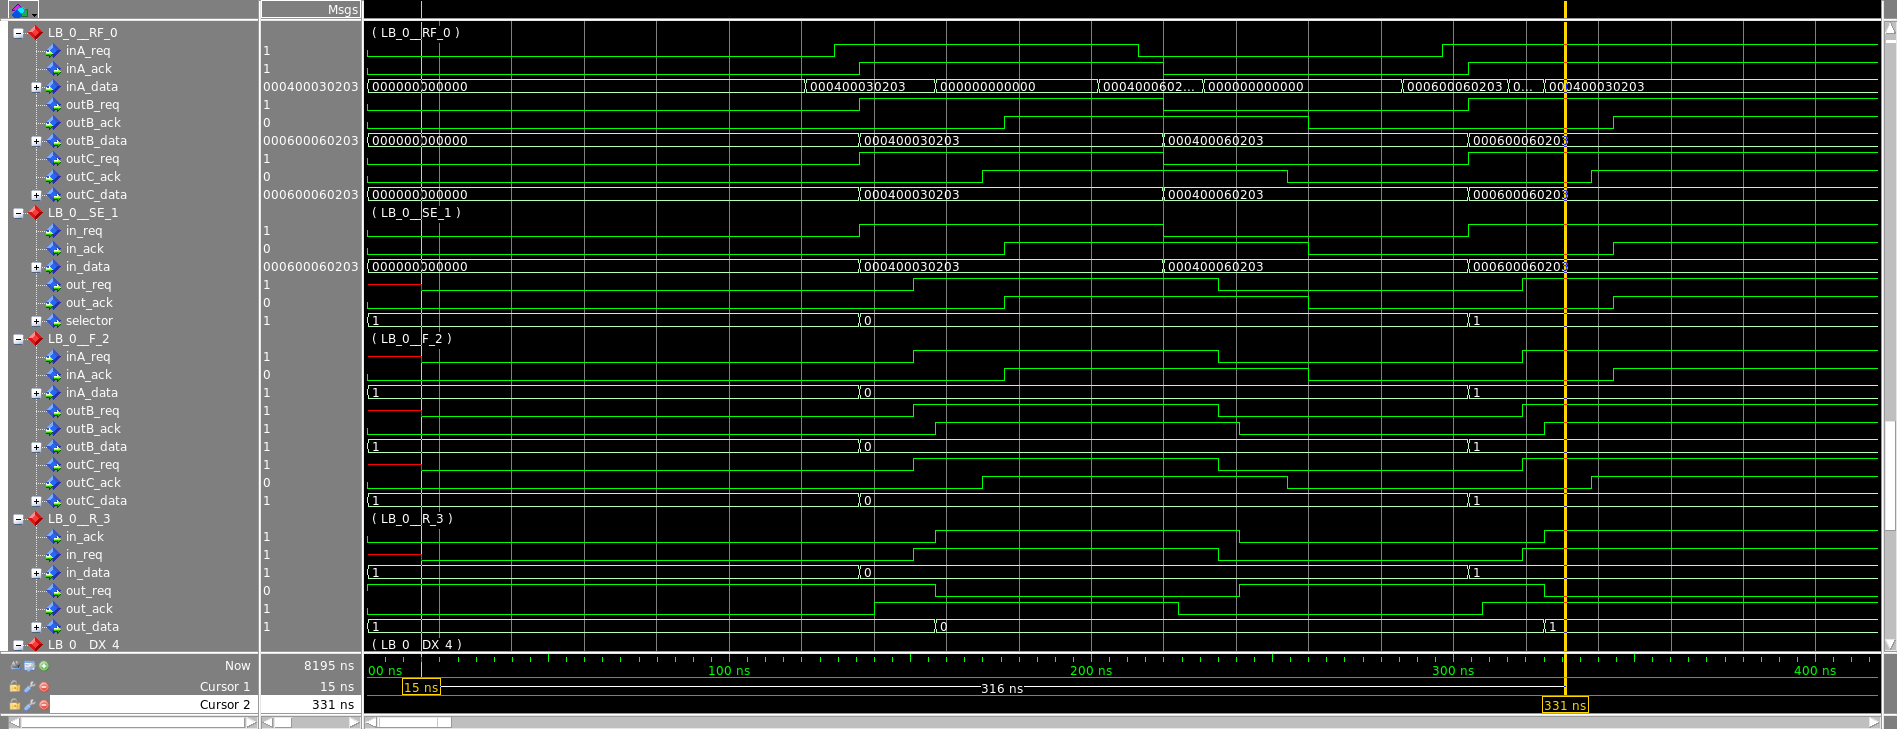 Msgs
LB_0__RF_0 ( LB_0__RF_0 )
inA_req 1
inA_ack 1
inA_data 000400030203 000000000000 000400030203 000000000000 0004000602... 000000000000 000600060203 0... 000400030203
outB_req 1
outB_ack 0
outB_data 000600060203 000000000000 000400030203 000400060203 000600060203
outC_req 1
outC_ack 0
outC_data 000600060203 000000000000 000400030203 000400060203 000600060203
LB_0__SE_1 ( LB_0__SE_1 )
in_req 1
in_ack 0
in_data 000600060203 000000000000 000400030203 000400060203 000600060203
out_req 1
out_ack 0
selector 1 1 0 1
LB_0__F_2 ( LB_0__F_2 )
inA_req 1
inA_ack 0
inA_data 1 1 0 1
outB_req 1
outB_ack 1
outB_data 1 1 0 1
outC_req 1
outC_ack 0
outC_data 1 1 0 1
LB_0__R_3 ( LB_0__R_3 )
in_ack 1
in_req 1
in_data 1 1 0 1
out_req 0
out_ack 1
out_data 1 1 0 1
LB_0__DX_4 ( LB_0__DX_4 )
Now 8195 ns 00 ns 100 ns 200 ns 300 ns 400 ns
Cursor 1 15 ns 15 ns 316 ns
Cursor 2 331 ns 331 ns